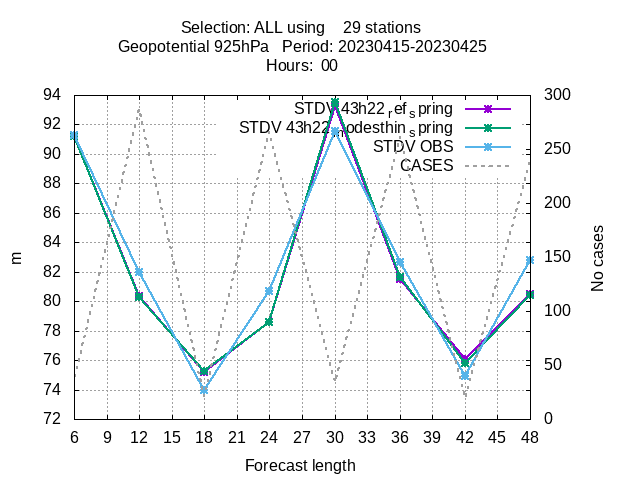 Selection: ALL using 29 stations
Geopotential 925hPa Period: 20230415-20230425
Hours: 00
94 300
STDV 43h22_ref_spring
92
STDV 43h22_nodesthin_spring
90 250
STDV OBS
CASES
88
86 200
84
82 150
80
78 100
76
74 50
72 0
m
No cases
6 9 12 15 18 21 24 27 30 33 36 39 42 45 48
Forecast length